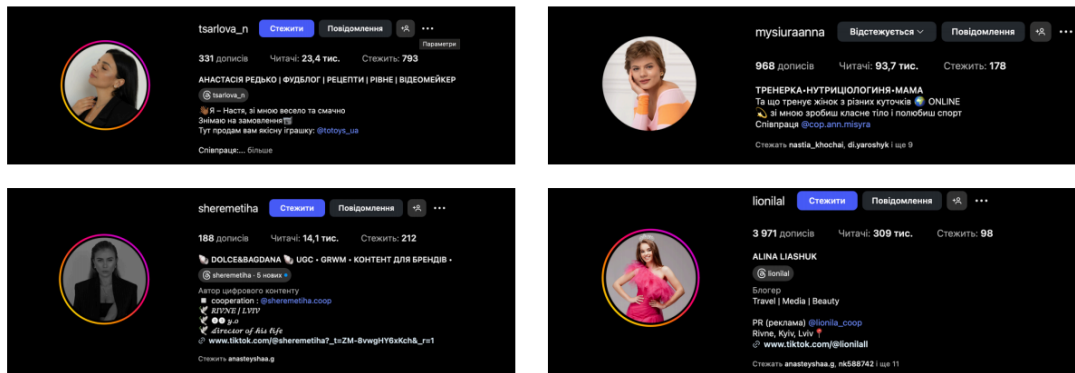 tsarlova_n Стежити Повідомлення
Параметри
331 дописів Читачі: 23,4 тис. Стежить: 793
АНАСТАСІЯ РЕДЬКО | ФУДБЛОГ | РЕЦЕПТИ | РІВНЕ | ВІДЕОМЕЙКЕР
tsarlova_n
Я – Настя, зі мною весело та смачно
Знімаю на замовлення
Тут продам вам якісну іграшку: @totoys_ua
Співпраця:... більше
mysiuraanna Відстежується Повідомлення
968 дописів Читачі: 93,7 тис. Стежить: 178
ТРЕНЕРКА•НУТРИЦІОЛОГИНЯ•МАМА
Та що тренує жінок з різних куточків 🌍 ONLINE
💫 зі мною зробиш класне тіло і полюбиш спорт
Співпраця @cop.ann.misyra
Стежать nastia_khochai, di.yaroshyk і ще 9
sheremetiha Стежити Повідомлення
188 дописів Читачі: 14,1 тис. Стежить: 212
DOLCE&BAGDANA UGC • GRWM • КОНТЕНТ ДЛЯ БРЕНДІВ •
sheremetiha · 5 нових
Автор цифрового контенту
cooperation : @sheremetiha.coop
RIVNE | LVIV
y.o
director of his life
www.tiktok.com/@sheremetiha?_t=ZM-8vwgHY6xKch&_r=1
Стежить anasteyshaa.g
lionilal Стежити Повідомлення
3 971 дописів Читачі: 309 тис. Стежить: 98
ALINA LIASHUK
lionilal
Блогер
Travel | Media | Beauty
PR (реклама) @lionila_coop
Rivne, Kyiv, Lviv📍
www.tiktok.com/@lionilall
Стежать anasteyshaa.g, nk588742 і ще 11